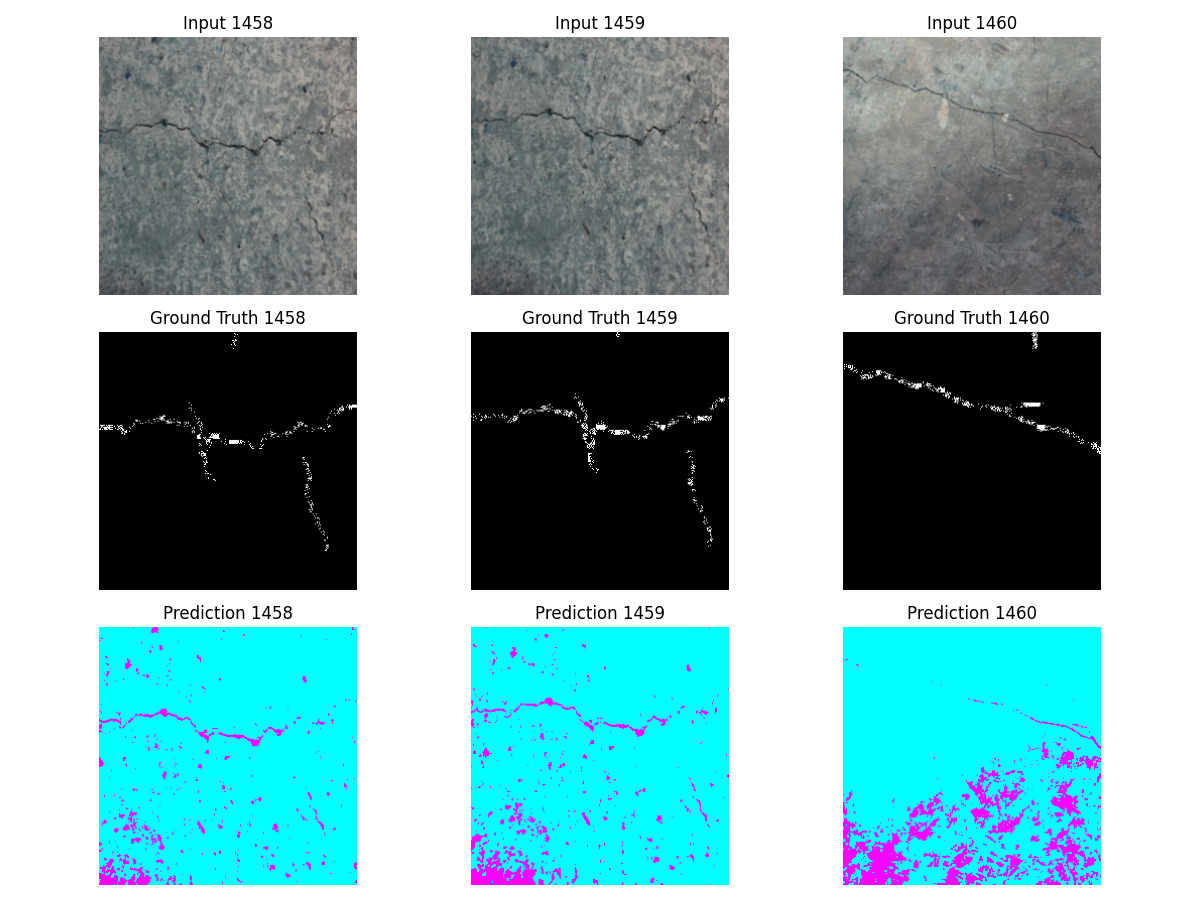 Input 1458
Input 1459
Input 1460
Ground Truth 1458
Ground Truth 1459
Ground Truth 1460
Prediction 1458
Prediction 1459
Prediction 1460